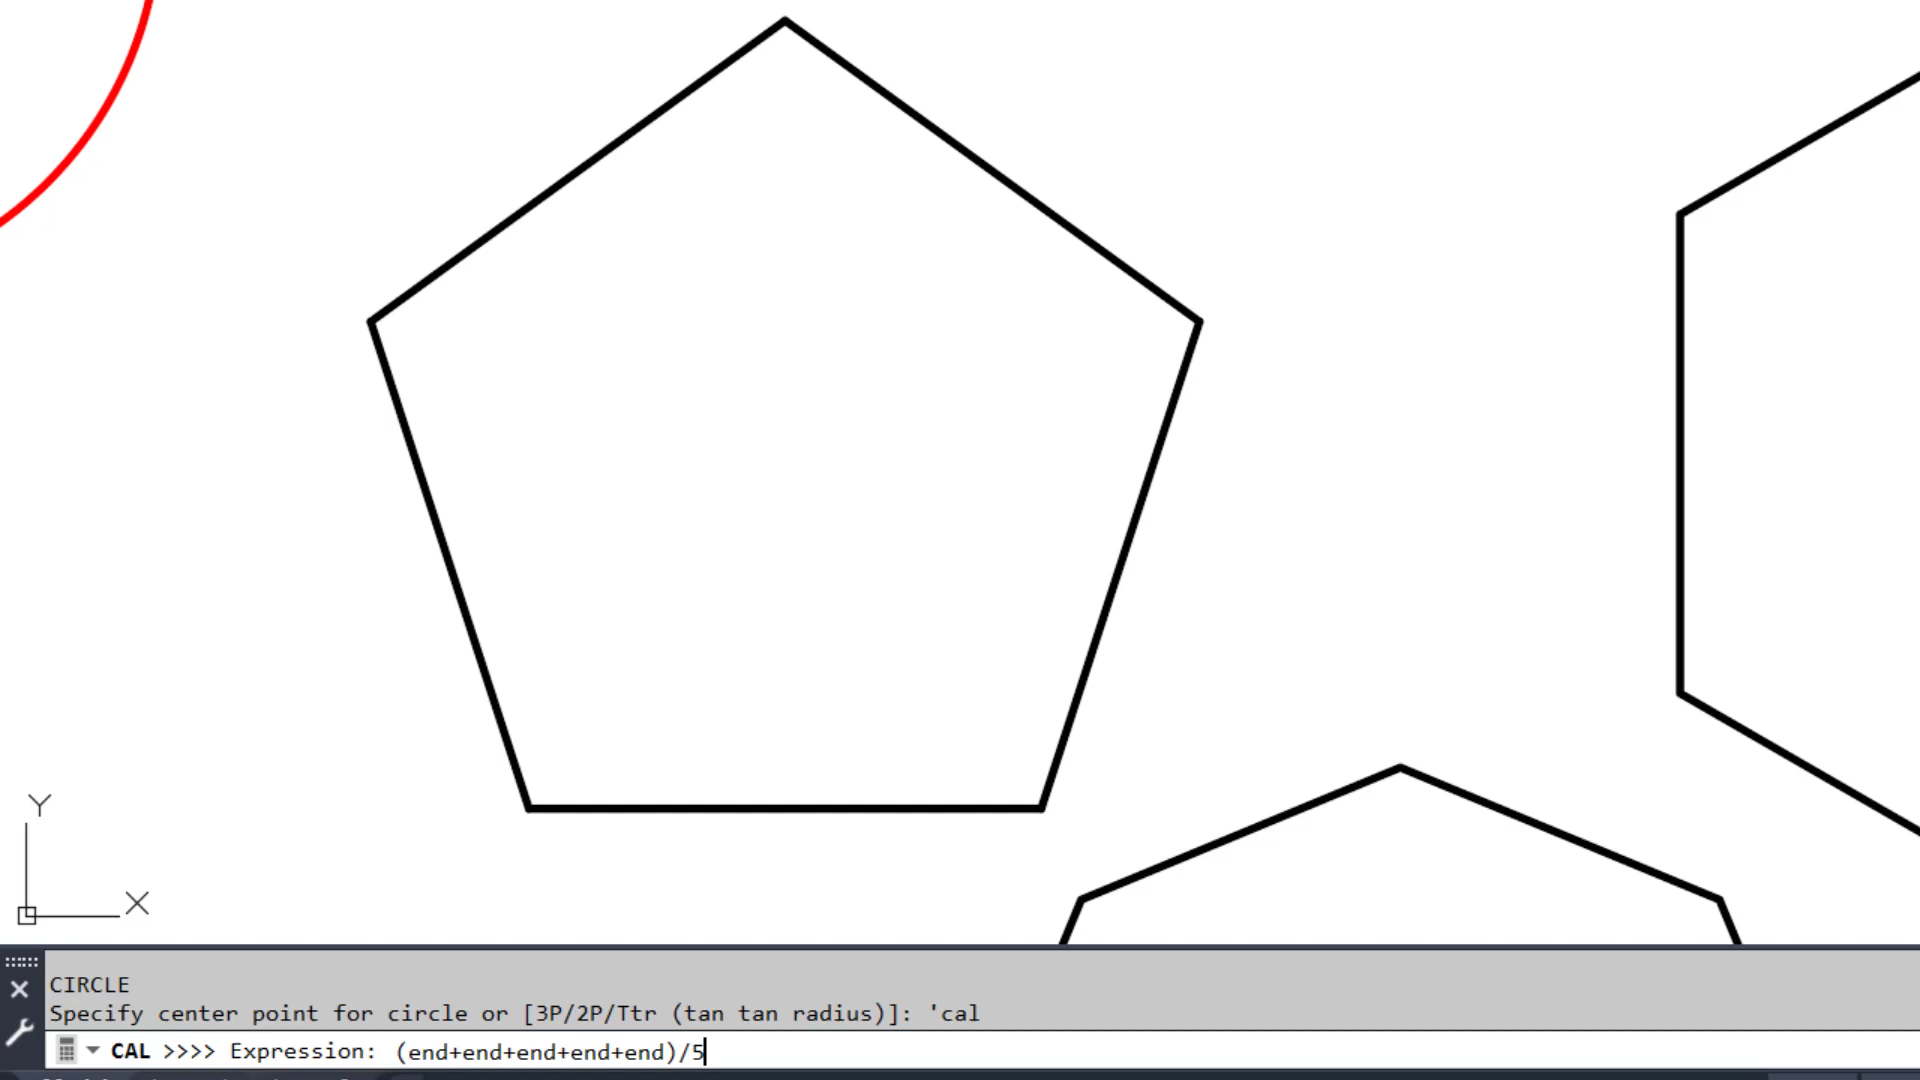 Y
X
CIRCLE
Specify center point for circle or [3P/2P/Ttr (tan tan radius)]: 'cal
CAL >>>> Expression: (end+end+end+end+end)/5